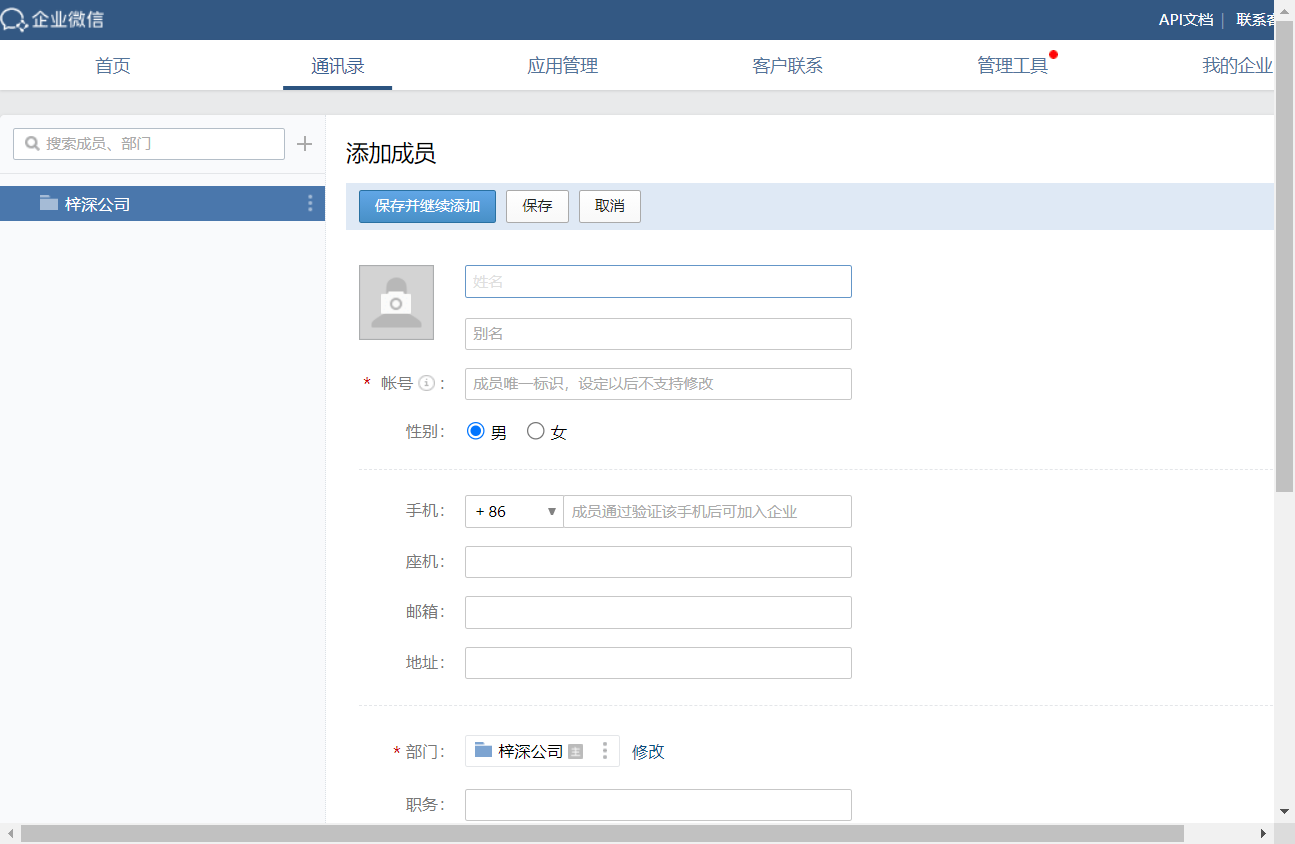 企业微信 API文档 | 联系客
首页 通讯录 应用管理 客户联系 管理工具 我的企业
搜索成员、部门
梓深公司
添加成员
保存并继续添加 保存 取消
姓名
别名
* 帐号 : 成员唯一标识，设定以后不支持修改
性别: 男 女
手机: + 86 成员通过验证该手机后可加入企业
座机:
邮箱:
地址:
* 部门: 梓深公司 主 修改
职务: